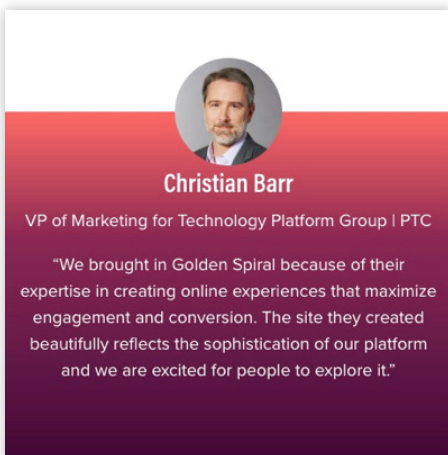 Christian Barr
VP of Marketing for Technology Platform Group | PTC
“We brought in Golden Spiral because of their
expertise in creating online experiences that maximize
engagement and conversion. The site they created
beautifully reflects the sophistication of our platform
and we are excited for people to explore it.”